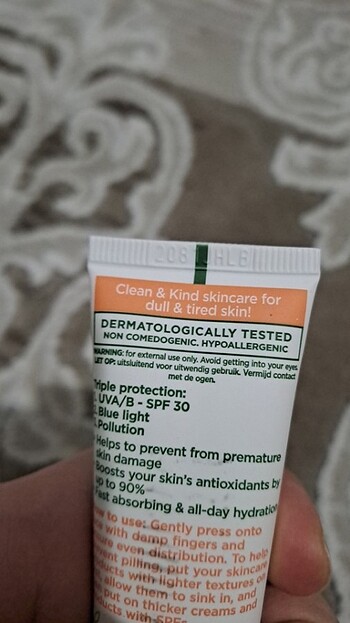 Clean & Kind skincare for
dull & tired skin!
DERMATOLOGICALLY TESTED
NON COMEDOGENIC. HYPOALLERGENIC
WARNING: for external use only. Avoid getting into your eyes.
LET OP: uitsluitend voor uitwendig gebruik. Vermijd contact
met de ogen.
Triple protection:
UVA/B - SPF 30
Blue light
Pollution
Helps to prevent from premature
skin damage
Boosts your skin's antioxidants by
up to 90%
Fast absorbing & all-day hydration
to use: Gently press onto
with damp fingers and
even distribution. To help
pilling, put your skincare
with lighter textures on
allow them to sink in, and
put on thicker creams and
with SPFs